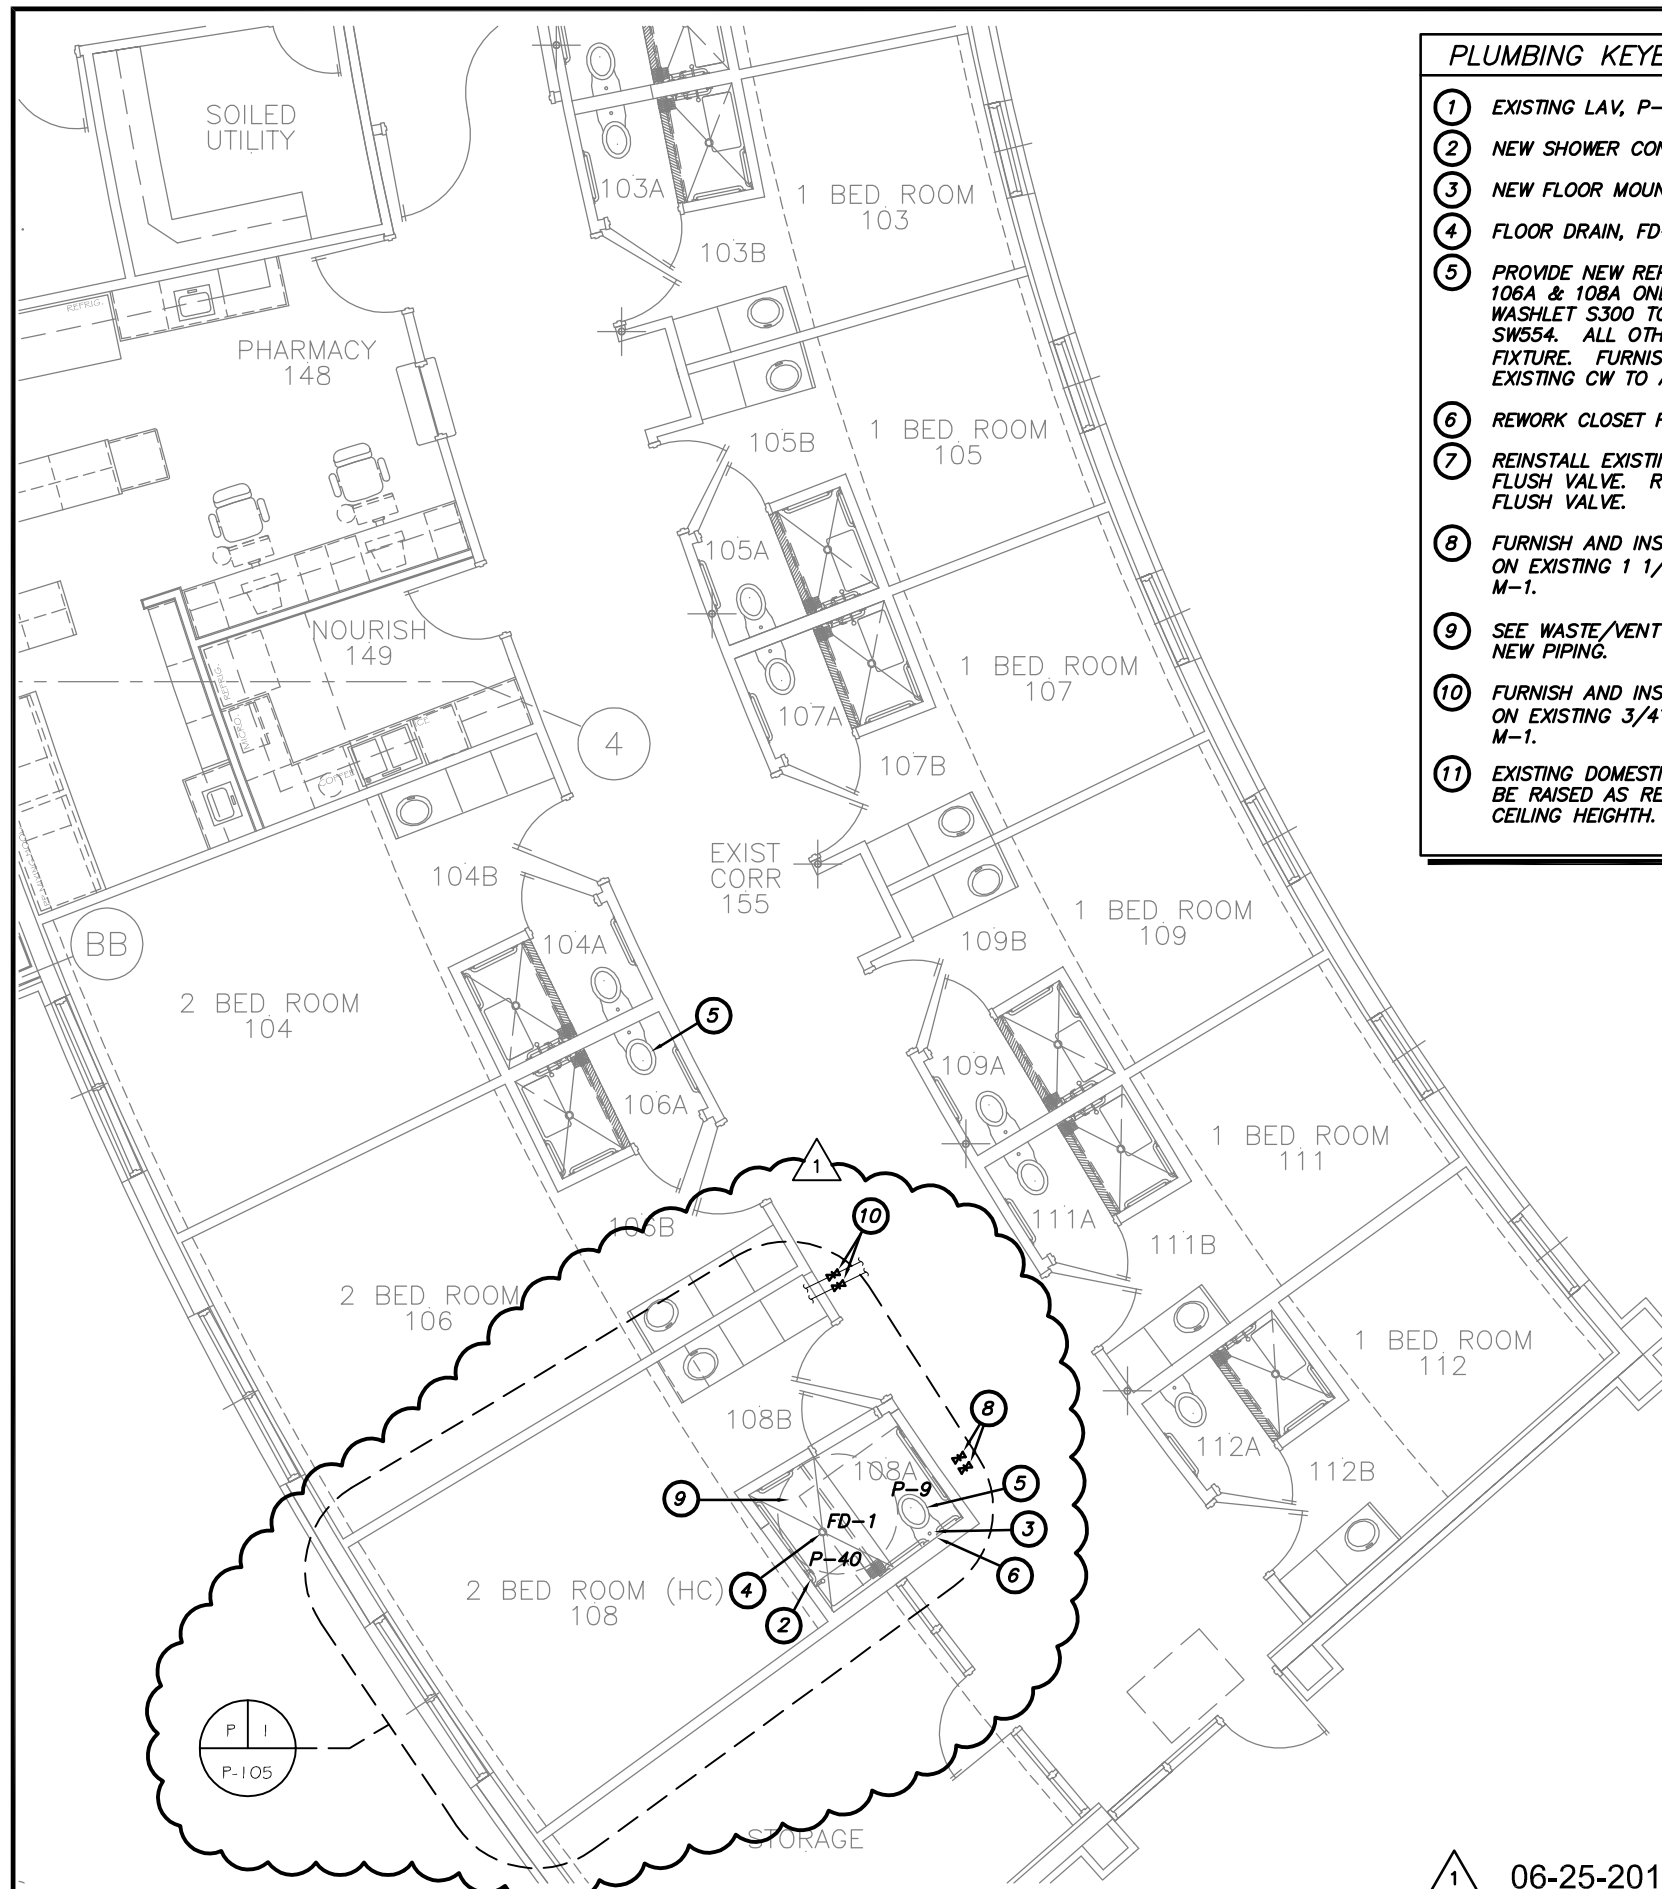 PLUMBING KEYE
1 EXISTING LAV, P-
2 NEW SHOWER CON
3 NEW FLOOR MOUN
4 FLOOR DRAIN, FD
5 PROVIDE NEW REP
106A & 108A ONL
WASHLET S300 TO
SW554. ALL OTH
FIXTURE. FURNIS
EXISTING CW TO A
6 REWORK CLOSET F
7 REINSTALL EXISTIN
FLUSH VALVE. R
FLUSH VALVE.
8 FURNISH AND INS
ON EXISTING 1 1/
M-1.
9 SEE WASTE/VENT
NEW PIPING.
10 FURNISH AND INS
ON EXISTING 3/4"
M-1.
11 EXISTING DOMESTI
BE RAISED AS RE
CEILING HEIGHTH.
SOILED
UTILITY
103A
1 BED ROOM
103
103B
REFRIG.
PHARMACY
148
105B
1 BED ROOM
105
105A
NOURISH
149
REFRIG.
MICRO
COFFEE
ICE
4
107A
1 BED ROOM
107
107B
104B
EXIST
CORR
155
BB
104A
109B
1 BED ROOM
109
2 BED ROOM
104
5
109A
106A
1 BED ROOM
111
1
106B
10
111A
111B
2 BED ROOM
106
1 BED ROOM
112
108B
8
112A
112B
108A
P-9
5
9
FD-1
3
P-40
6
2 BED ROOM (HC)
108
4
2
P 1
P-105
STORAGE
1 06-25-201